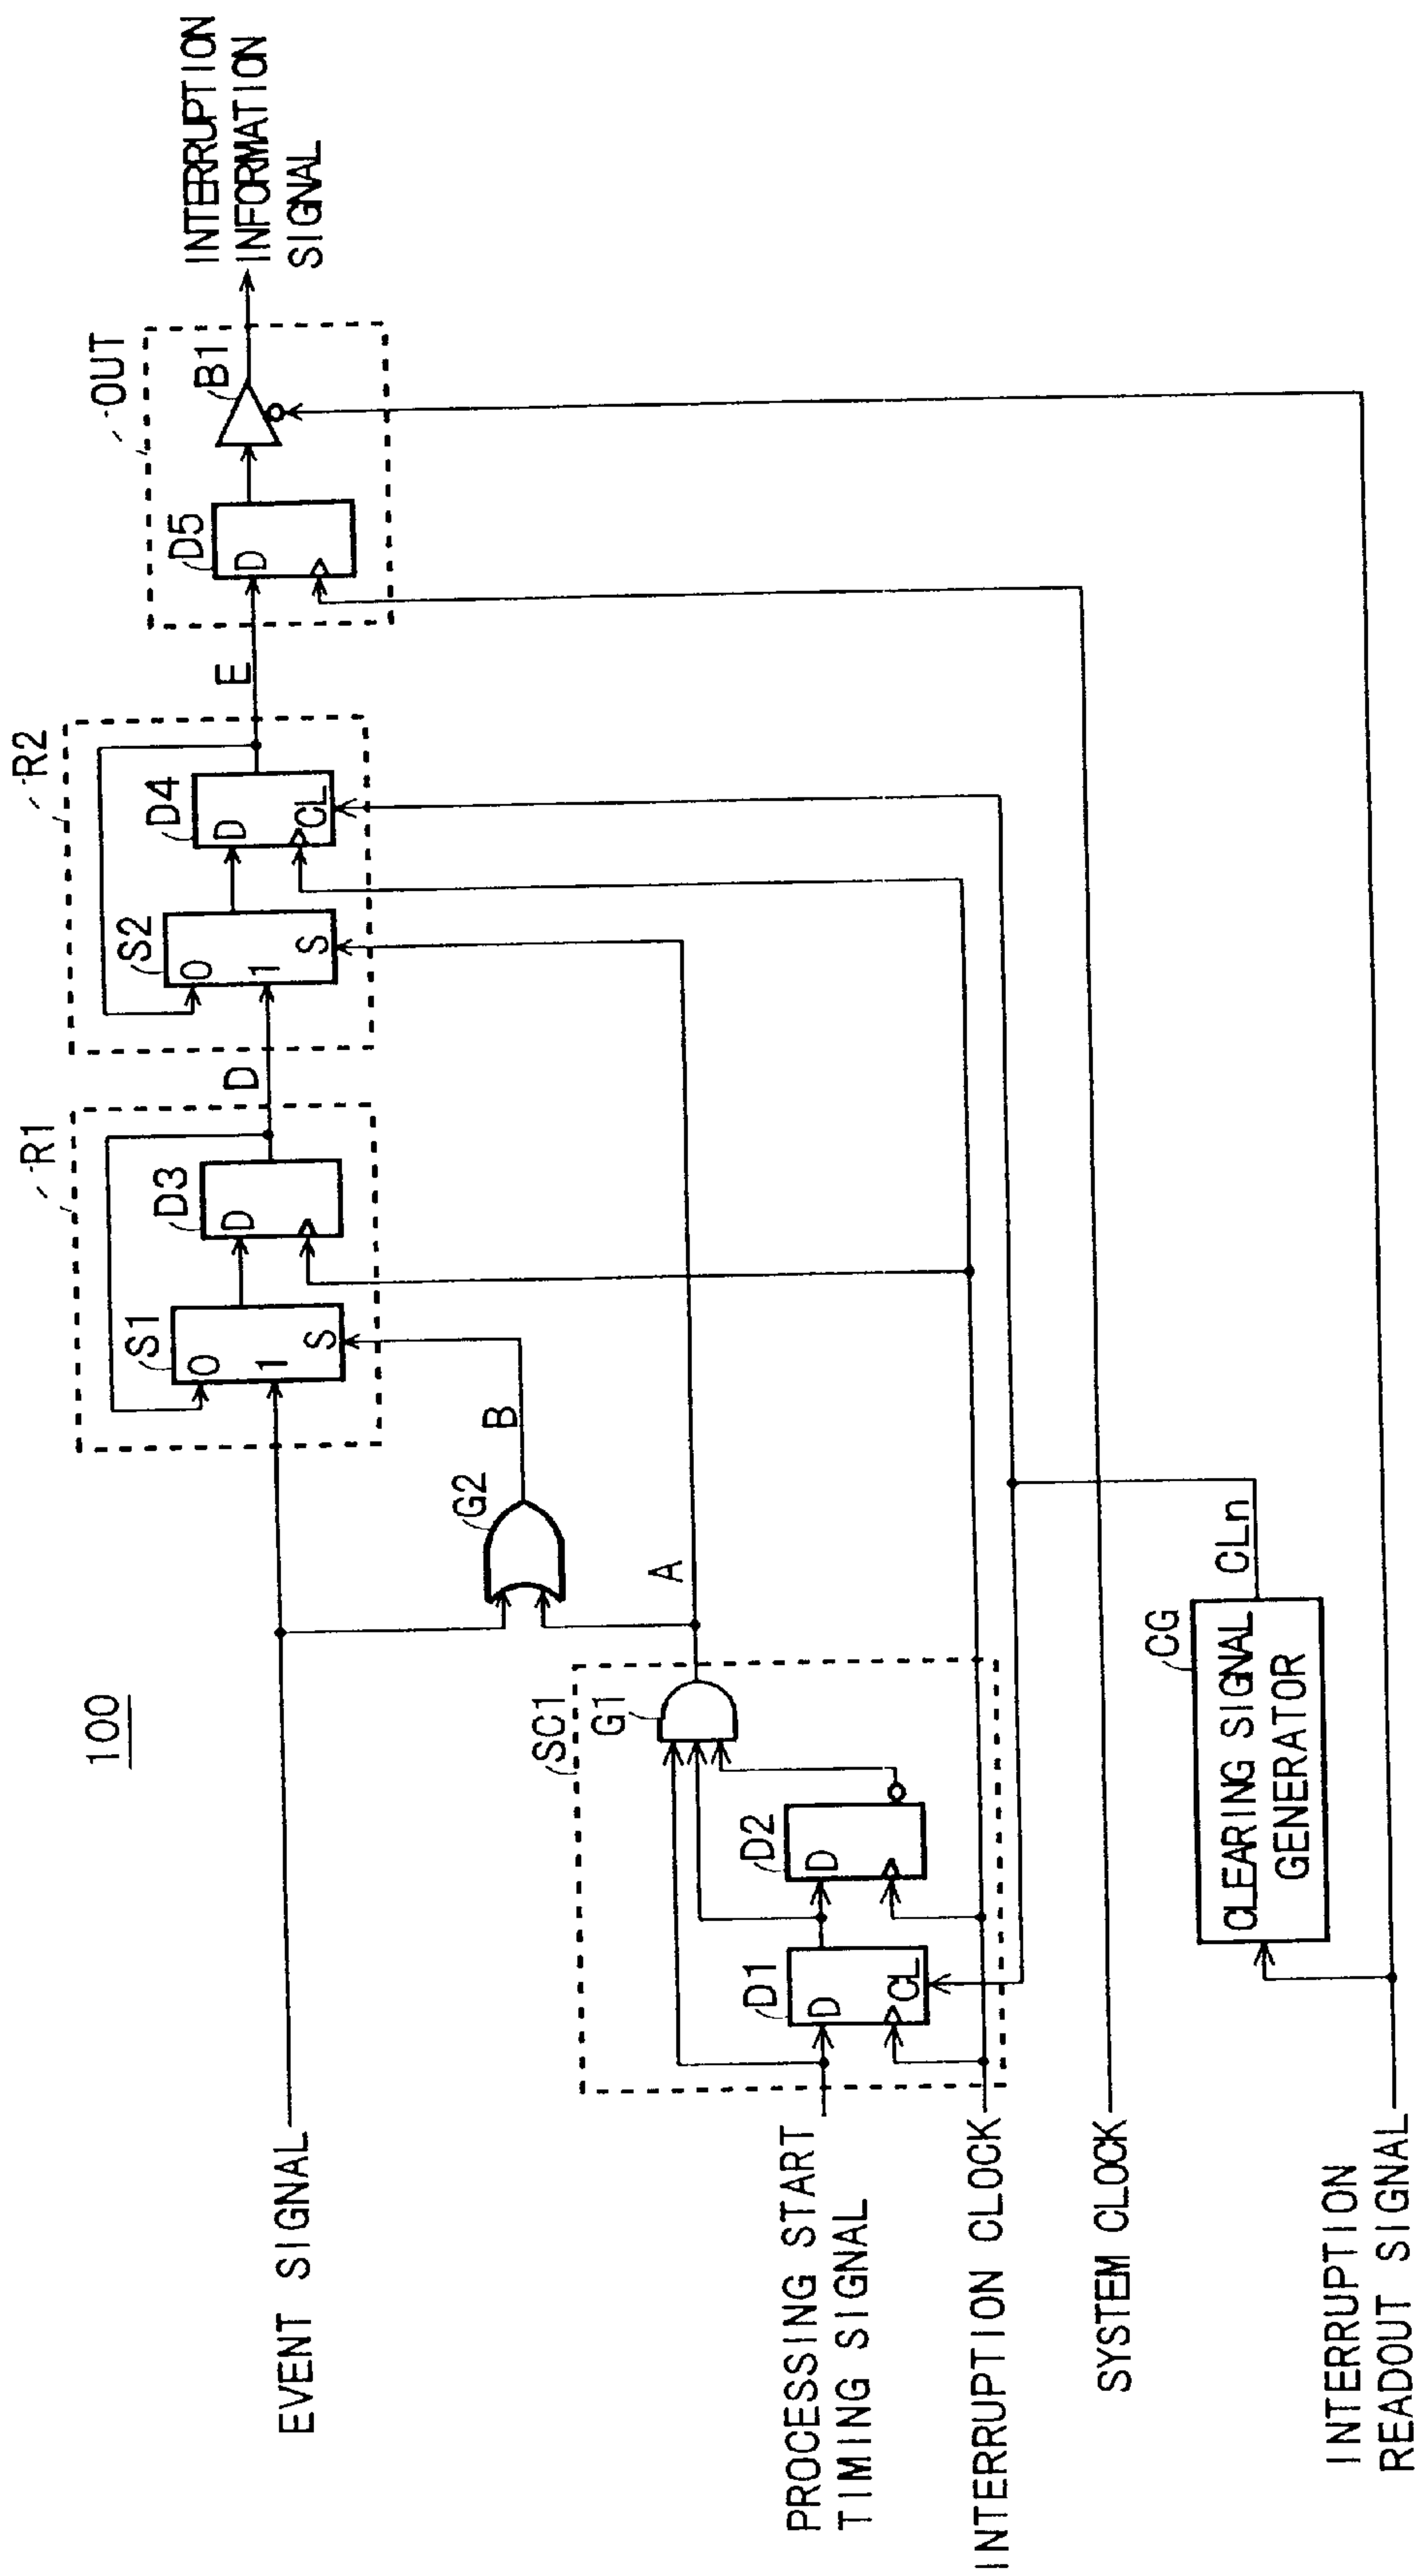 100
EVENT SIGNAL
PROCESSING START
TIMING SIGNAL
INTERRUPTION CLOCK
SYSTEM CLOCK
INTERRUPTION
READOUT SIGNAL
SC1
D1
D
CL
D2
D
G1
A
G2
B
CG
CLEARING SIGNAL
GENERATOR
CLn
R1
S1
0
1
S
D3
D
D
R2
S2
0
1
S
D4
D
CL
E
OUT
D5
D
B1
INTERRUPTION
INFORMATION
SIGNAL